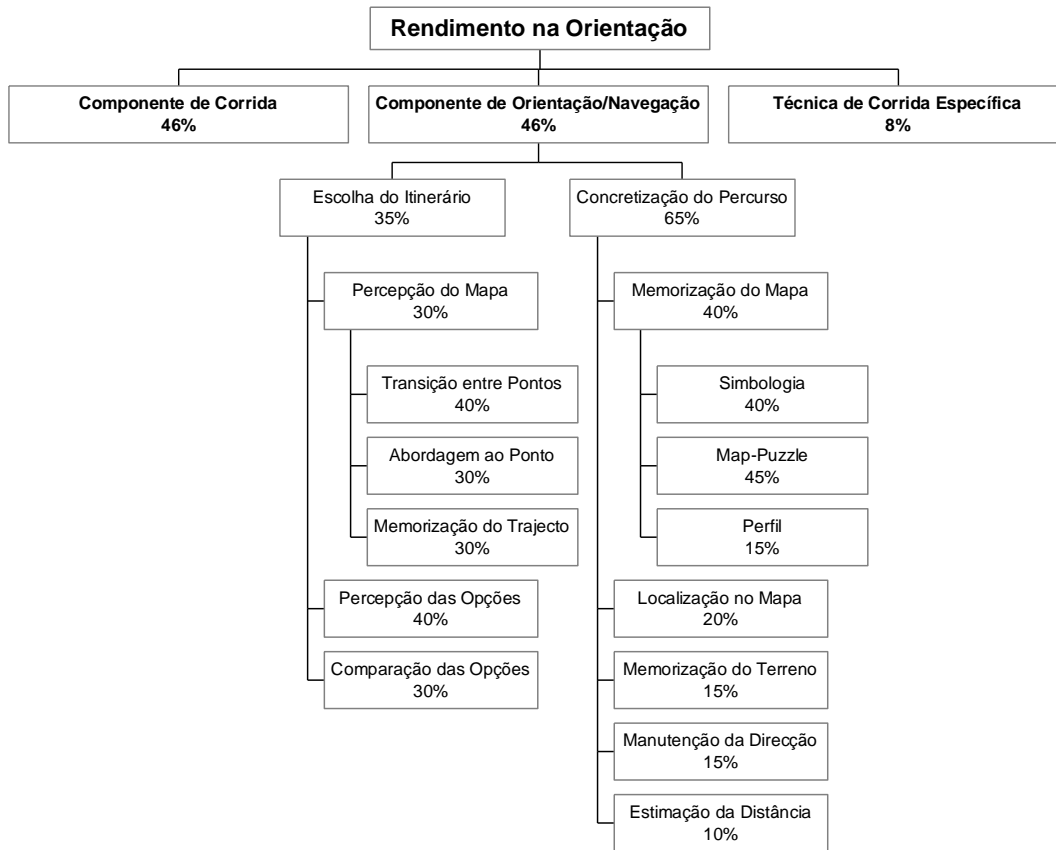 Rendimento na Orientação
Componente de Corrida
46%
Componente de Orientação/Navegação
46%
Técnica de Corrida Específica
8%
Escolha do Itinerário
35%
Concretização do Percurso
65%
Percepção do Mapa
30%
Memorização do Mapa
40%
Transição entre Pontos
40%
Simbologia
40%
Abordagem ao Ponto
30%
Map-Puzzle
45%
Memorização do Trajecto
30%
Perfil
15%
Percepção das Opções
40%
Localização no Mapa
20%
Comparação das Opções
30%
Memorização do Terreno
15%
Manutenção da Direcção
15%
Estimação da Distância
10%